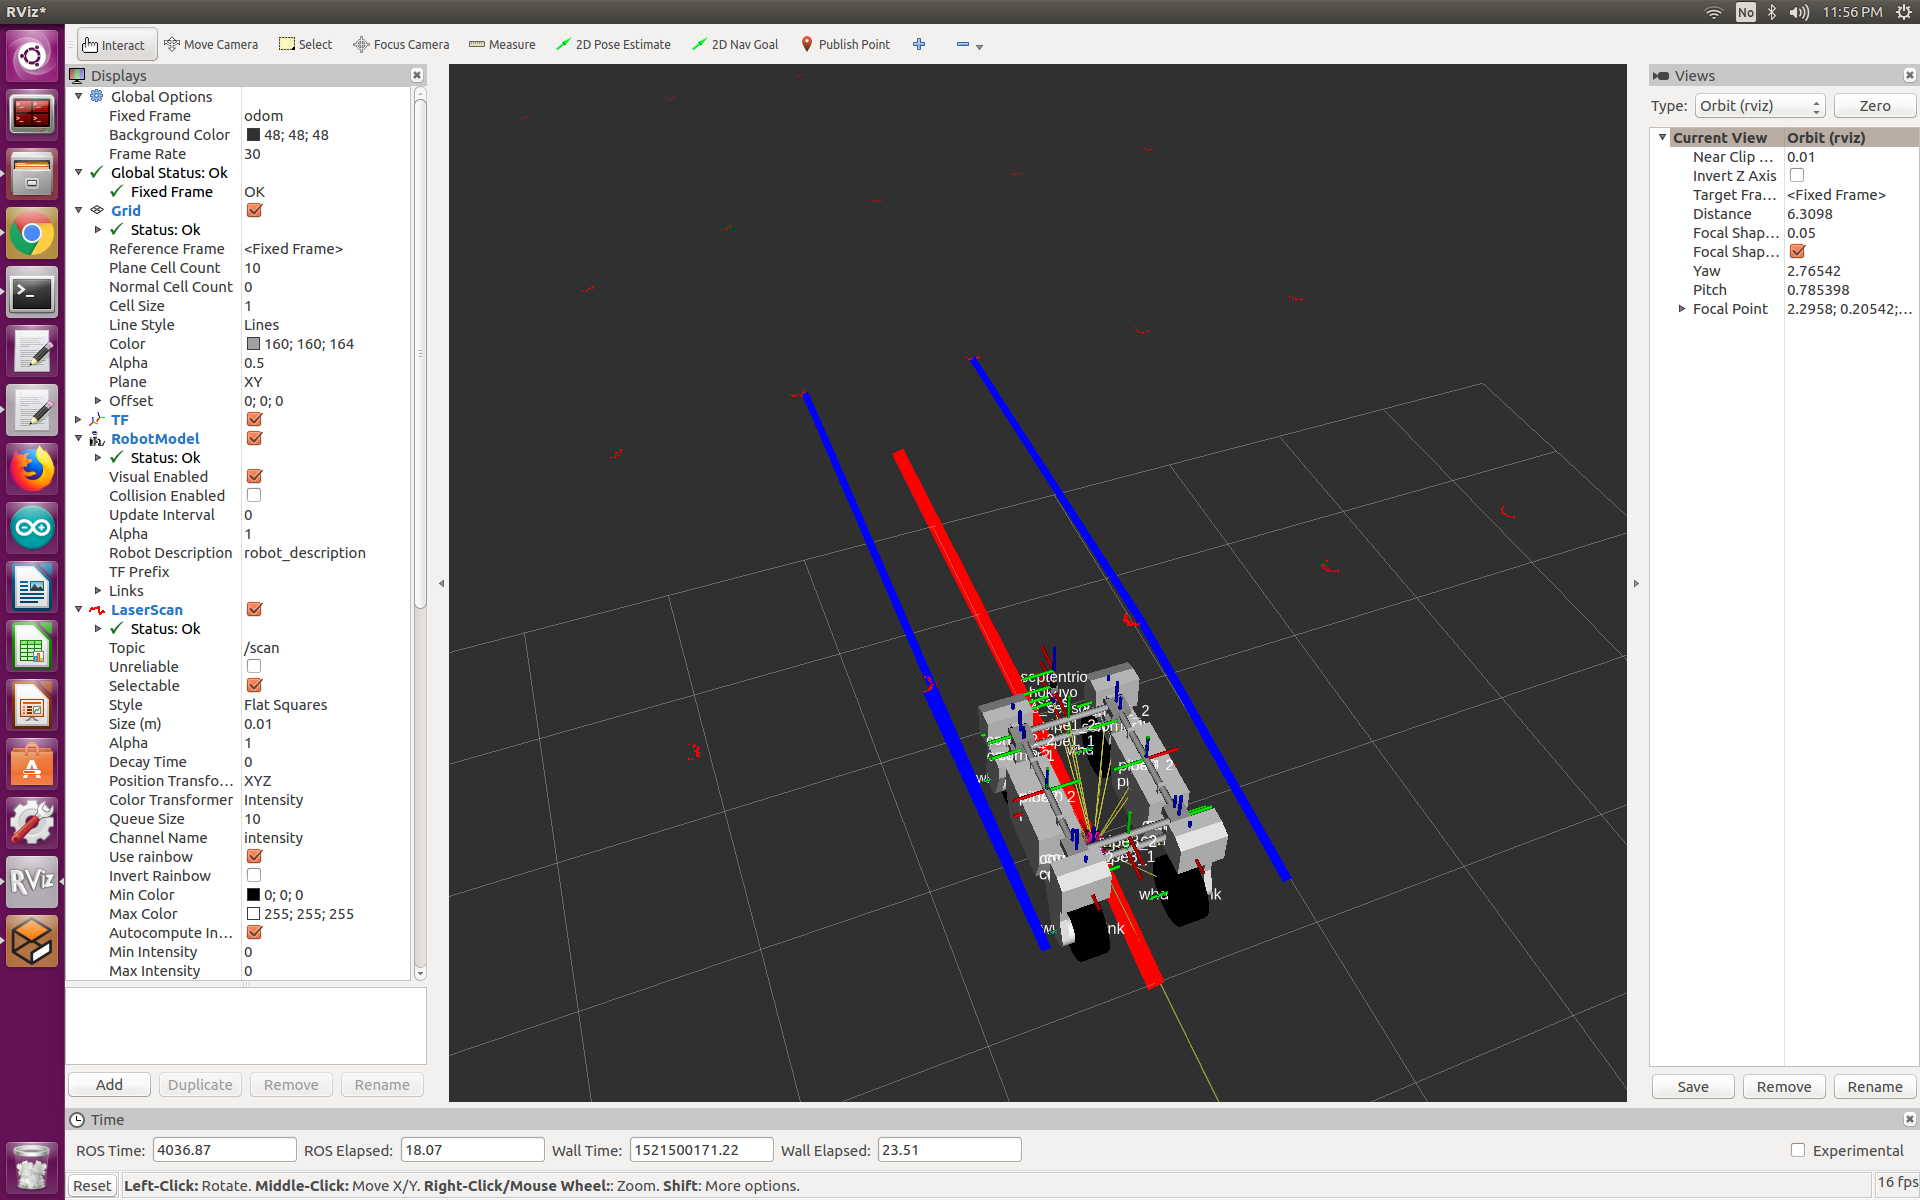 RViz*
No
11:56 PM
Interact
Move Camera
Select
Focus Camera
Measure
2D Pose Estimate
2D Nav Goal
Publish Point
Displays
Global Options
Fixed Frame odom
Background Color 48; 48; 48
Frame Rate 30
Global Status: Ok
Fixed Frame OK
Grid
Status: Ok
Reference Frame <Fixed Frame>
Plane Cell Count 10
Normal Cell Count 0
Cell Size 1
Line Style Lines
Color 160; 160; 164
Alpha 0.5
Plane XY
Offset 0; 0; 0
TF
RobotModel
Status: Ok
Visual Enabled
Collision Enabled
Update Interval 0
Alpha 1
Robot Description robot_description
TF Prefix
Links
LaserScan
Status: Ok
Topic /scan
Unreliable
Selectable
Style Flat Squares
Size (m) 0.01
Alpha 1
Decay Time 0
Position Transfo... XYZ
Color Transformer Intensity
Queue Size 10
Channel Name intensity
Use rainbow
Invert Rainbow
Min Color 0; 0; 0
Max Color 255; 255; 255
Autocompute In...
Min Intensity 0
Max Intensity 0
Add
Duplicate
Remove
Rename
septentrio
Views
Type: Orbit (rviz) Zero
Current View Orbit (rviz)
Near Clip ... 0.01
Invert Z Axis
Target Fra... <Fixed Frame>
Distance 6.3098
Focal Shap... 0.05
Focal Shap...
Yaw 2.76542
Pitch 0.785398
Focal Point 2.2958; 0.20542;...
Save
Remove
Rename
Time
ROS Time: 4036.87 ROS Elapsed: 18.07 Wall Time: 1521500171.22 Wall Elapsed: 23.51 Experimental
Reset Left-Click: Rotate. Middle-Click: Move X/Y. Right-Click/Mouse Wheel:: Zoom. Shift: More options. 16 fps
RViz